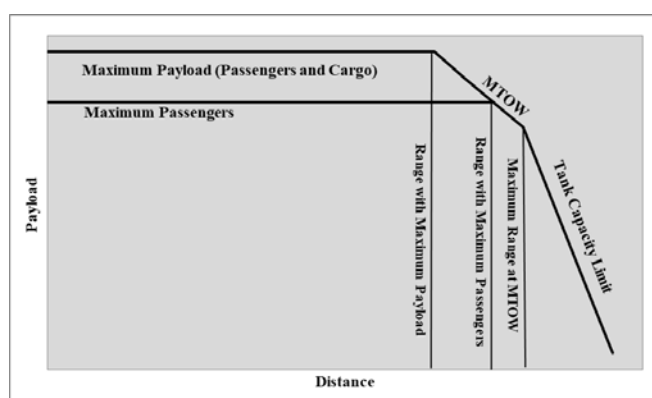 Maximum Payload (Passengers and Cargo)
MTOW
Maximum Passengers
Payload
Range with Maximum Payload
Range with Maximum Passengers
Maximum Range at MTOW
Tank Capacity Limit
Distance